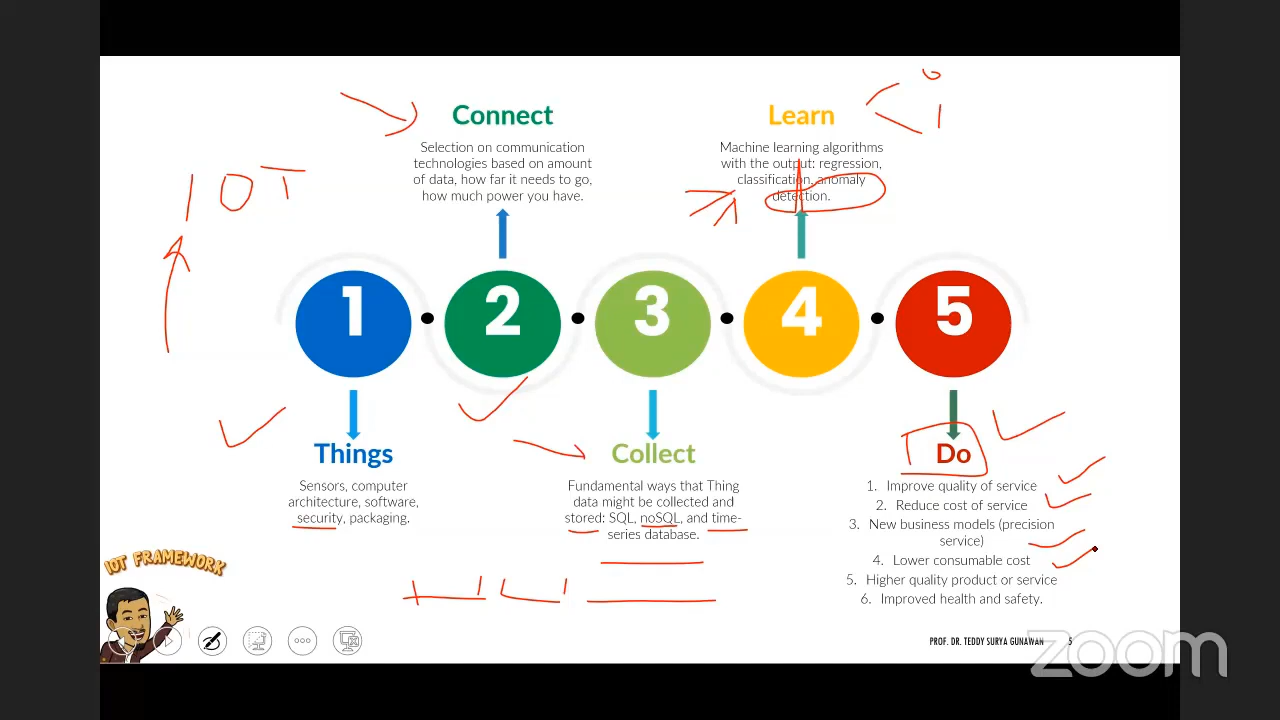 Connect
Selection on communication
technologies based on amount
of data, how far it needs to go,
how much power you have.
Learn
Machine learning algorithms
with the output: regression,
classification, anomaly
detection.
0
1
IOT
1
2
3
4
5
Things
Sensors, computer
architecture, software,
security, packaging.
Collect
Fundamental ways that Thing
data might be collected and
stored: SQL, noSQL, and time-
series database.
Do
1. Improve quality of service
2. Reduce cost of service
3. New business models (precision
service)
4. Lower consumable cost
5. Higher quality product or service
6. Improved health and safety.
IOT FRAMEWORK
PROF. DR. TEDDY SURYA GUNAWAN
5
zoom